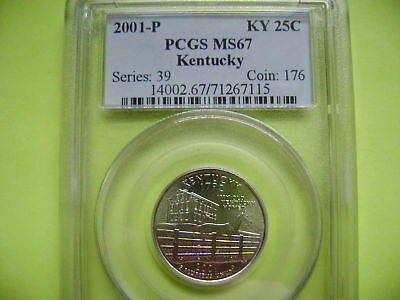 2001-P KY 25C
PCGS MS67
Kentucky
Series: 39 Coin: 176
14002.67/71267115
KENTUCKY